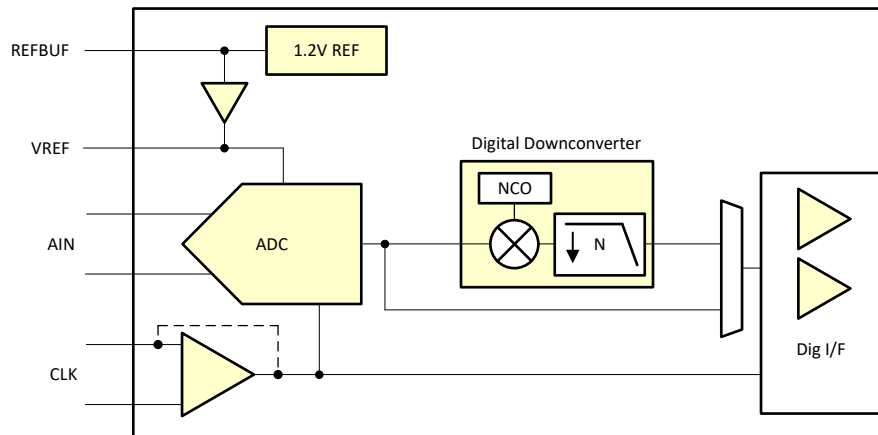 REFBUF
1.2V REF
VREF
Digital Downconverter
NCO
AIN
ADC
N
Dig I/F
CLK